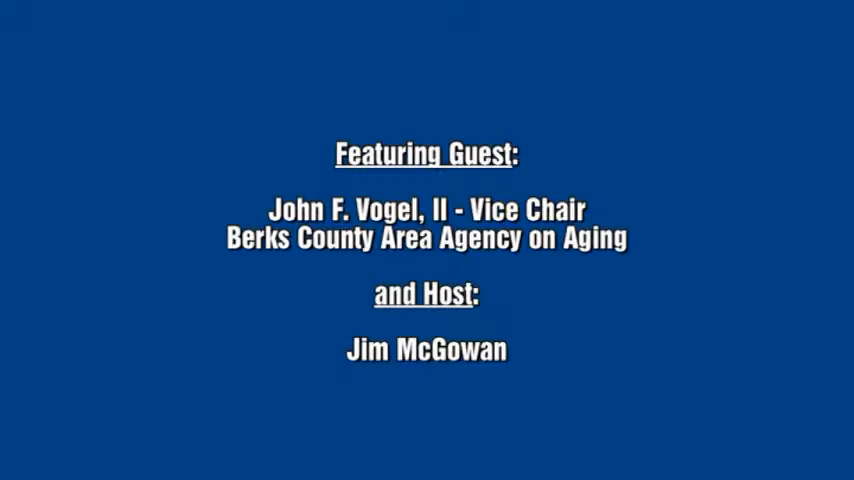 Featuring Guest:
John F. Vogel, II - Vice Chair
Berks County Area Agency on Aging
and Host:
Jim McGowan